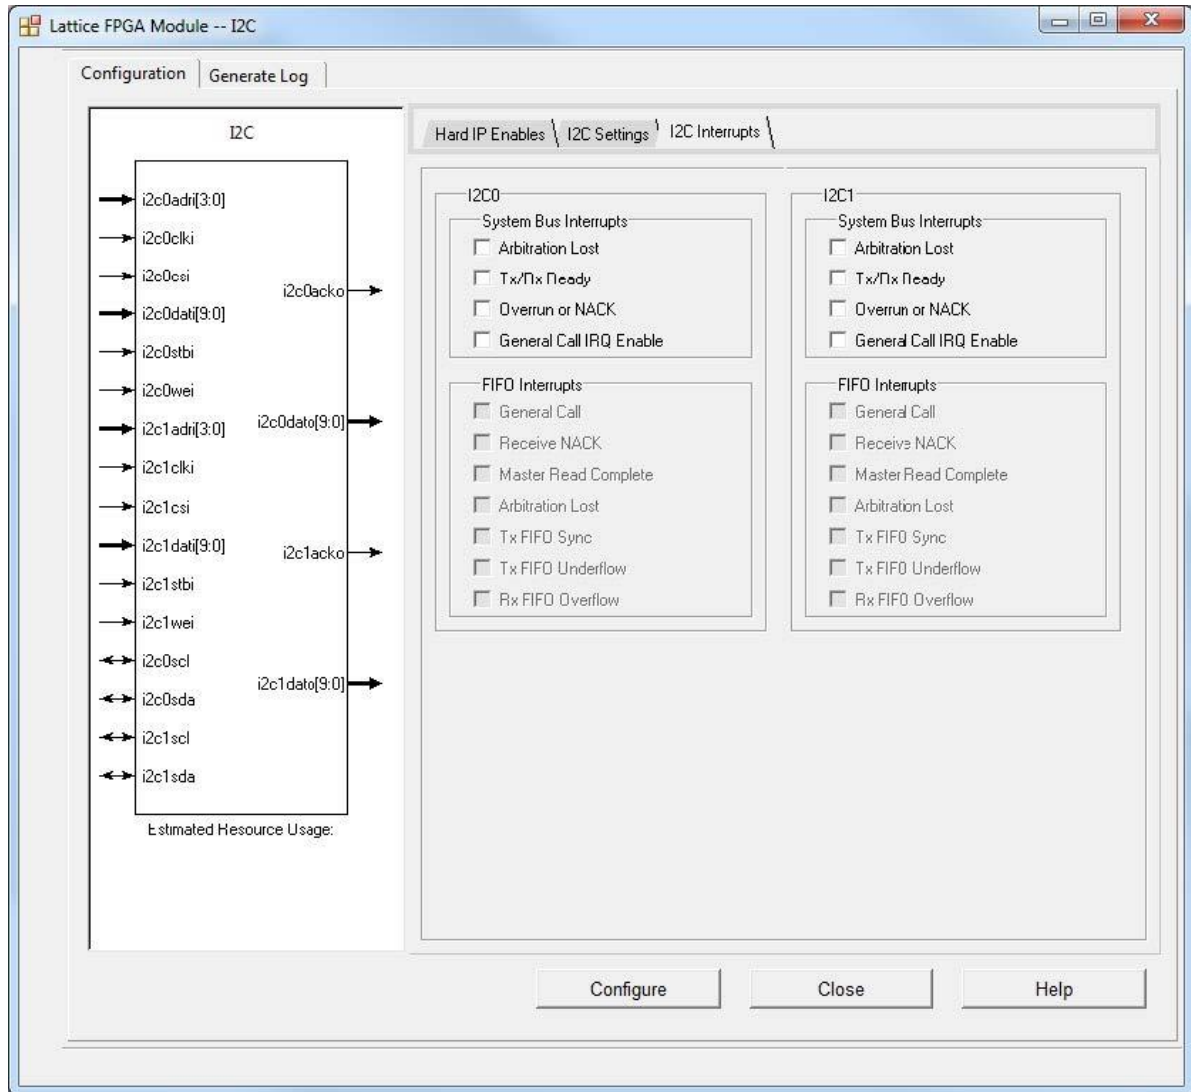 Lattice FPGA Module -- I2C
Configuration
Generate Log
I2C
i2c0adri[3:0]
i2c0clki
i2c0csi
i2c0dati[9:0]
i2c0stbi
i2c0wei
i2c1adri[3:0]
i2c1clki
i2c1csi
i2c1dati[9:0]
i2c1stbi
i2c1wei
i2c0scl
i2c0sda
i2c1scl
i2c1sda
i2c0acko
i2c0dato[9:0]
i2c1acko
i2c1dato[9:0]
Estimated Resource Usage:
Hard IP Enables
I2C Settings
I2C Interrupts
I2C0
System Bus Interrupts
Arbitration Lost
Tx/Rx Ready
Overrun or NACK
General Call IRQ Enable
FIFO Interrupts
General Call
Receive NACK
Master Read Complete
Arbitration Lost
Tx FIFO Sync
Tx FIFO Underflow
Rx FIFO Overflow
I2C1
System Bus Interrupts
Arbitration Lost
Tx/Rx Ready
Overrun or NACK
General Call IRQ Enable
FIFO Interrupts
General Call
Receive NACK
Master Read Complete
Arbitration Lost
Tx FIFO Sync
Tx FIFO Underflow
Rx FIFO Overflow
Configure
Close
Help